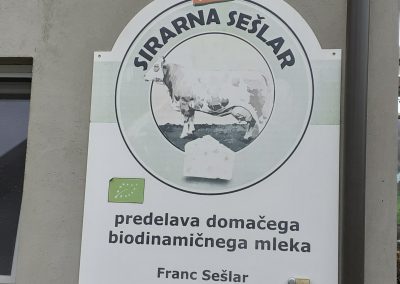 SIRARNA SEŠLAR
predelava domačega
biodinamičnega mleka
Franc Sešlar